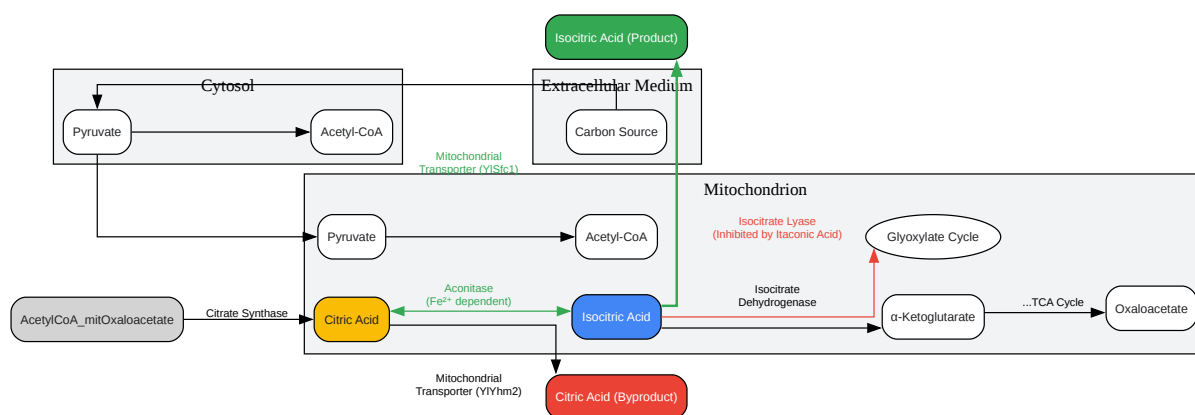 Isocitric Acid (Product)
Cytosol
Extracellular Medium
Pyruvate
Acetyl-CoA
Carbon Source
Mitochondrial
Transporter (YlSfc1)
Mitochondrion
Isocitrate Lyase
(Inhibited by Itaconic Acid)
Pyruvate
Acetyl-CoA
Glyoxylate Cycle
Aconitase
(Fe²⁺ dependent)
Isocitrate
Dehydrogenase
AcetylCoA_mitOxaloacetate
Citrate Synthase
Citric Acid
Isocitric Acid
α-Ketoglutarate
...TCA Cycle
Oxaloacetate
Mitochondrial
Transporter (YlYhm2)
Citric Acid (Byproduct)